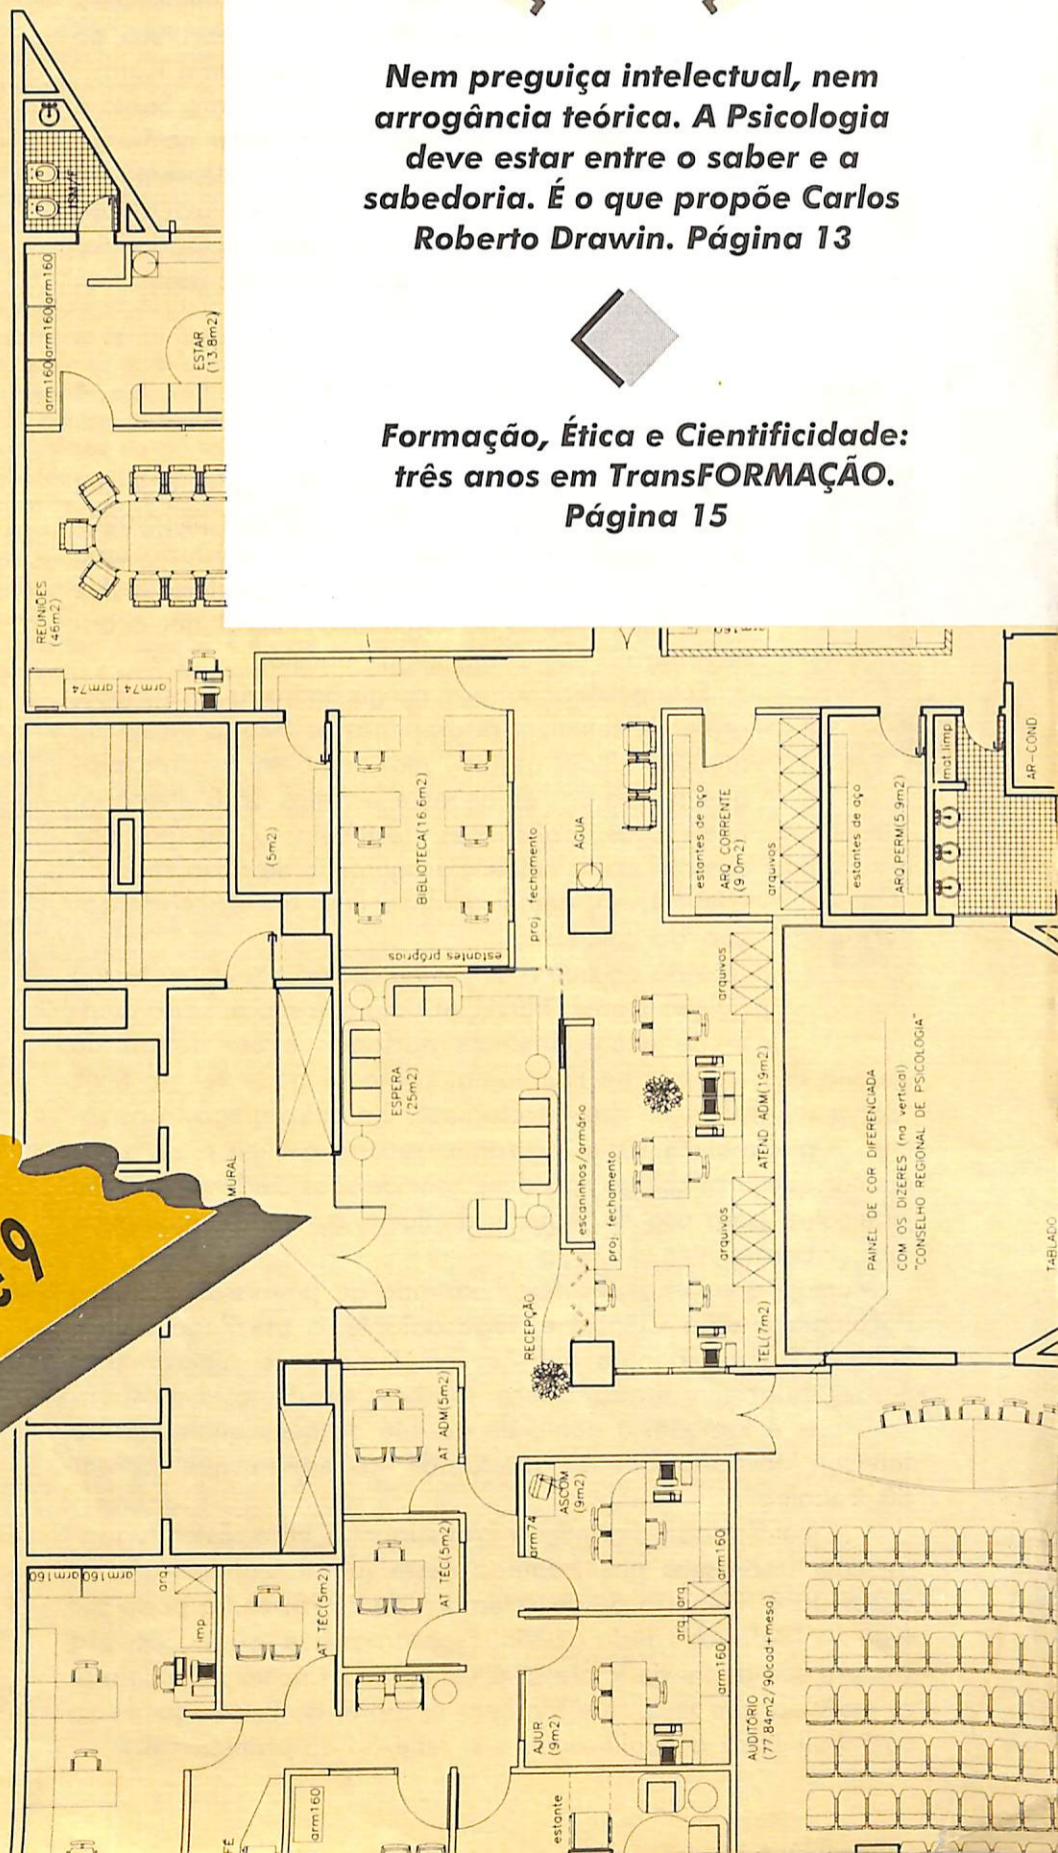 Nem preguiça intelectual, nem
arrogância teórica. A Psicologia
deve estar entre o saber e a
sabedoria. É o que propõe Carlos
Roberto Drawin. Página 13
Formação, Ética e Cientificidade:
três anos em TransFORMAÇÃO.
Página 15
arm160
arm160
arm160
ESTAR
(13.8m2)
REUNIÕES
(46m2)
arm74
arm74
(5m2)
BIBLIOTECA(16.6m2)
estantes próprios
proj. fechamento
AGUA
estantes de aço
ARQ CORRENTE
(9.0m2)
arquivos
estantes de aço
ARQ PERM(5.9m2)
mat limp
AR-COND
ESPERA
(25m2)
MURAL
escaninhos/armário
proj. fechamento
arquivos
ATEND ADM(19m2)
arquivos
TEL(7m2)
RECEPÇÃO
PAINEL DE COR DIFERENCIADA
COM OS DIZERES (na vertical)
"CONSELHO REGIONAL DE PSICOLOGIA"
TABLADO
9
AT ADM(5m2)
AT TEC(5m2)
AT TEC(5m2)
arm160
arm160
arq
imp
arm74
ASCOM
(9m2)
arm160
arq
arq
arm160
AJUR
(9m2)
AUDITÓRIO
(77.84m2/90cad+mesa)
arm160
estante